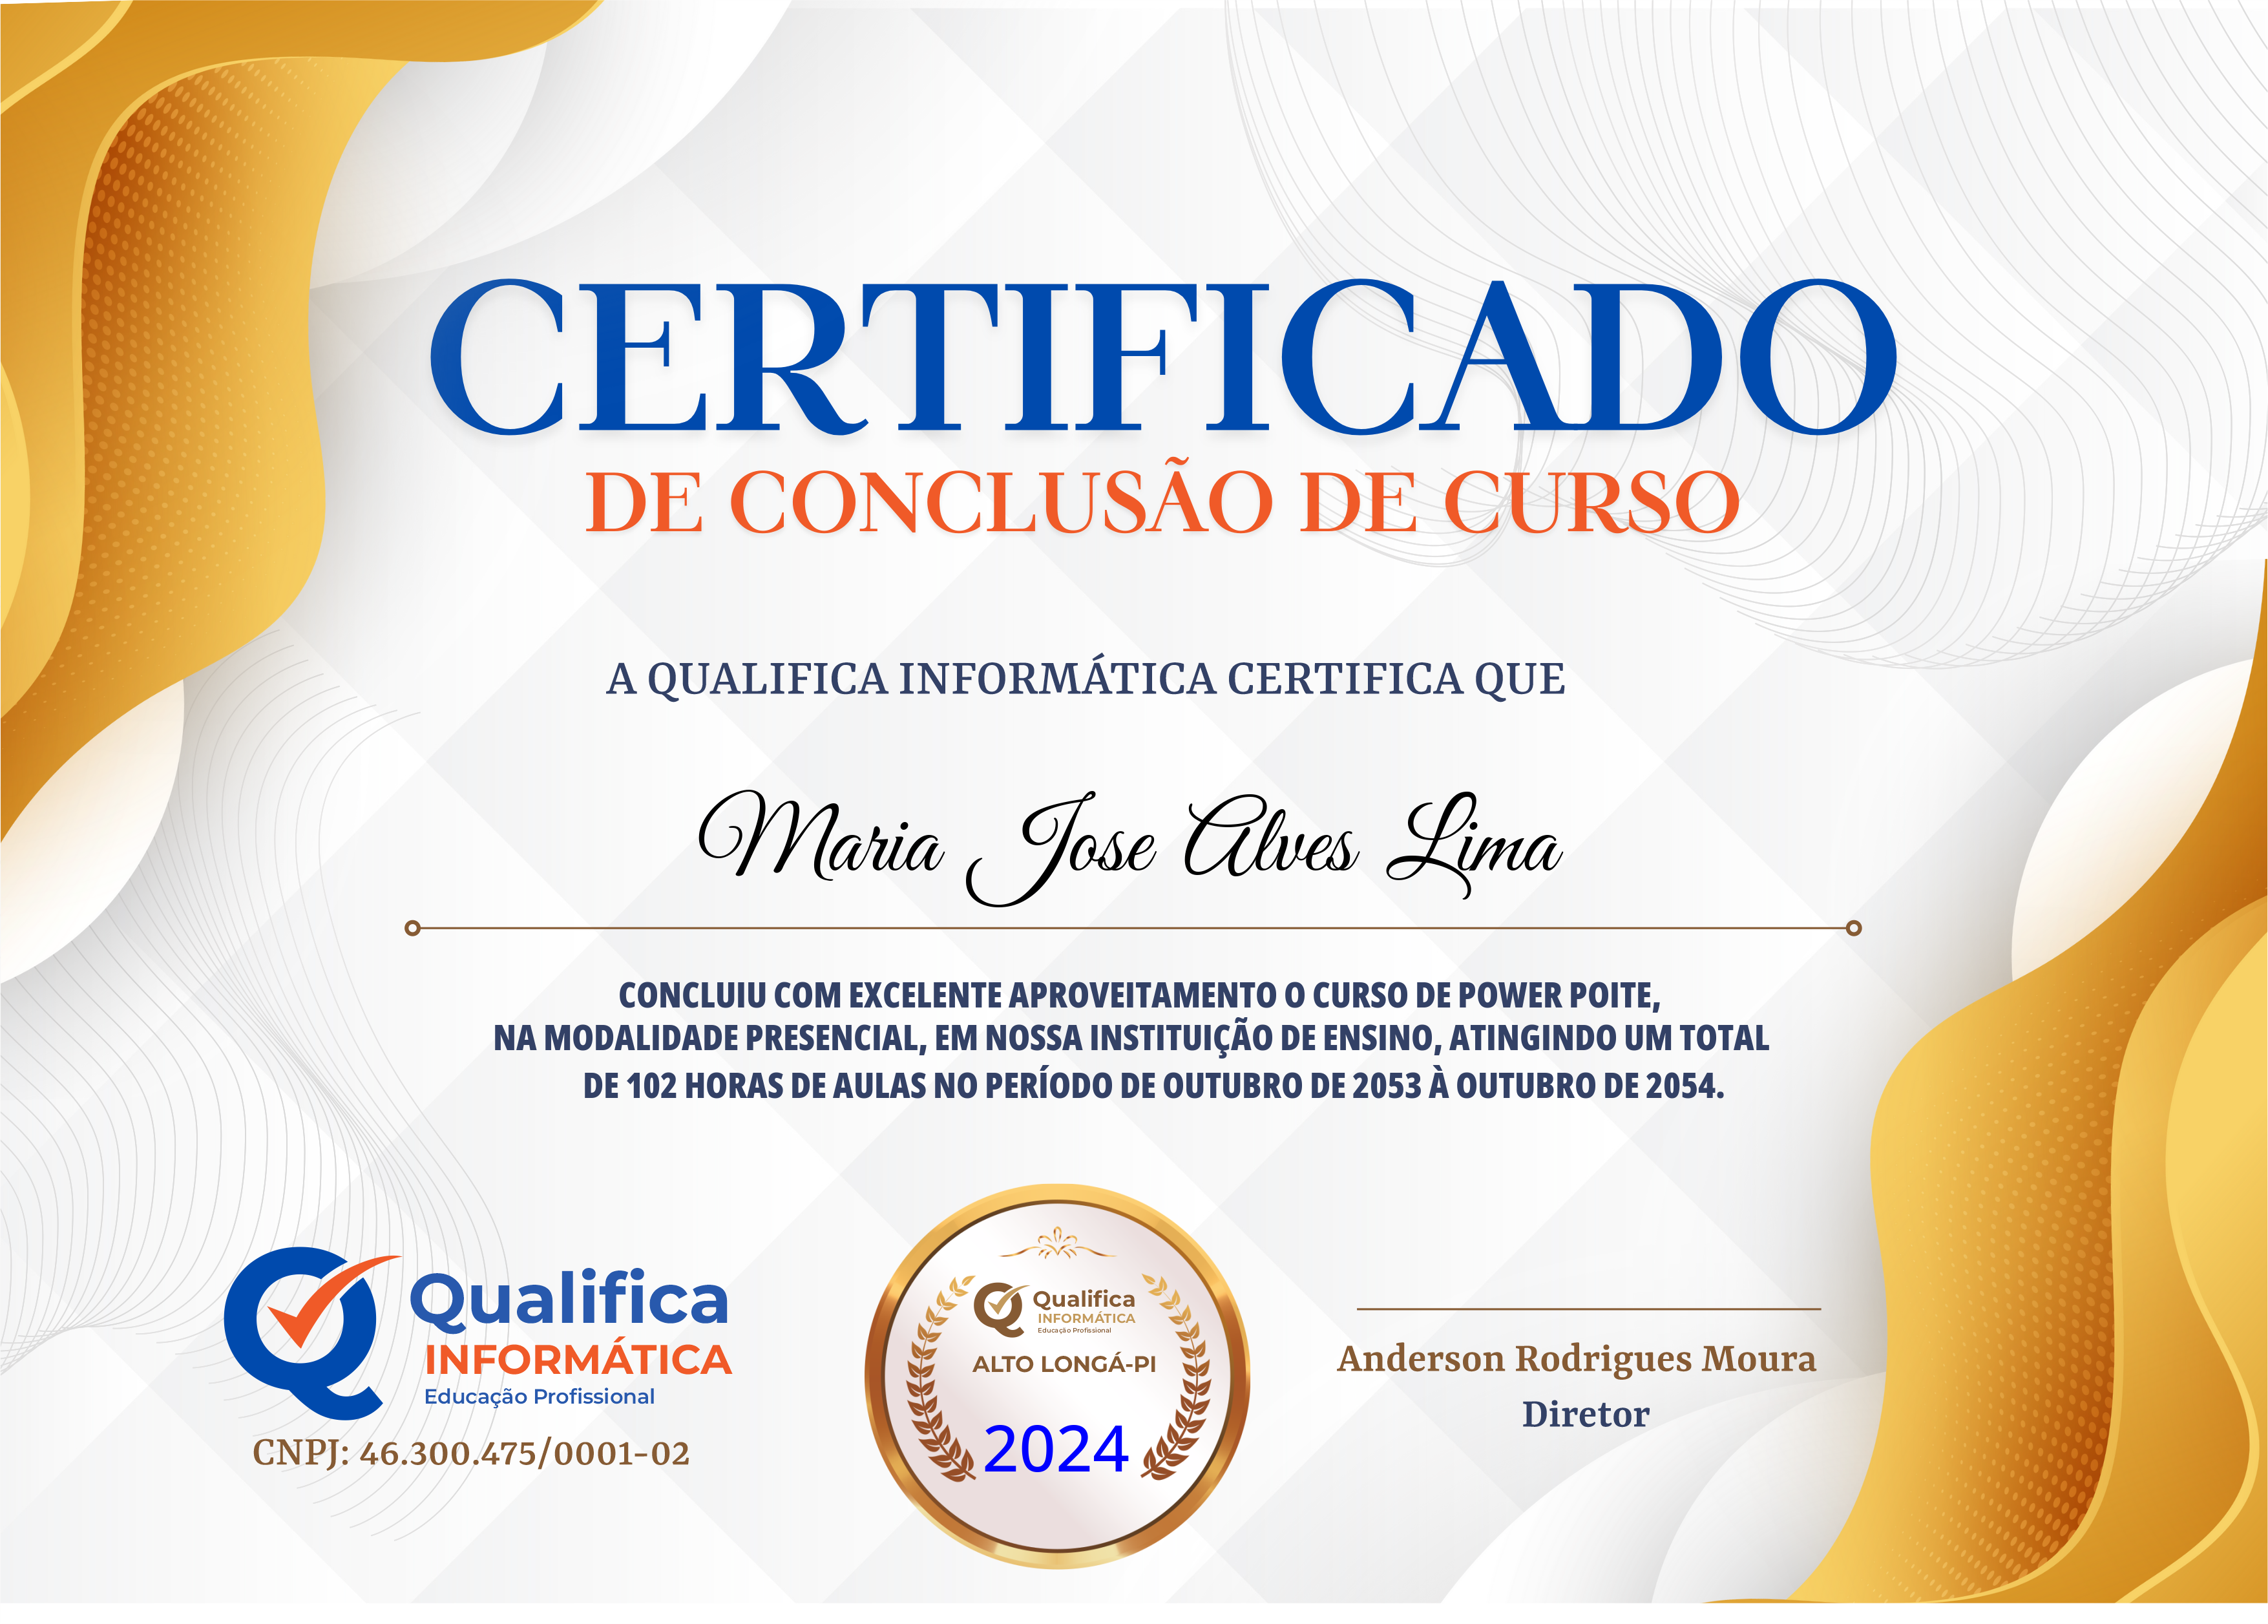 CERTIFICADO
DE CONCLUSÃO DE CURSO
A QUALIFICA INFORMÁTICA CERTIFICA QUE
Maria Jose Alves Lima
CONCLUIU COM EXCELENTE APROVEITAMENTO O CURSO DE POWER POITE,
NA MODALIDADE PRESENCIAL, EM NOSSA INSTITUIÇÃO DE ENSINO, ATINGINDO UM TOTAL
DE 102 HORAS DE AULAS NO PERÍODO DE OUTUBRO DE 2053 À OUTUBRO DE 2054.
Qualifica
INFORMÁTICA
Educação Profissional
CNPJ: 46.300.475/0001-02
Qualifica
INFORMÁTICA
Educação Profissional
ALTO LONGÁ-PI
2024
Anderson Rodrigues Moura
Diretor